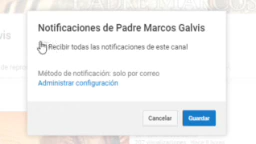 Notificaciones de Padre Marcos Galvis
Recibir todas las notificaciones de este canal
Método de notificación: solo por correo
Administrar configuración
Cancelar
Guardar